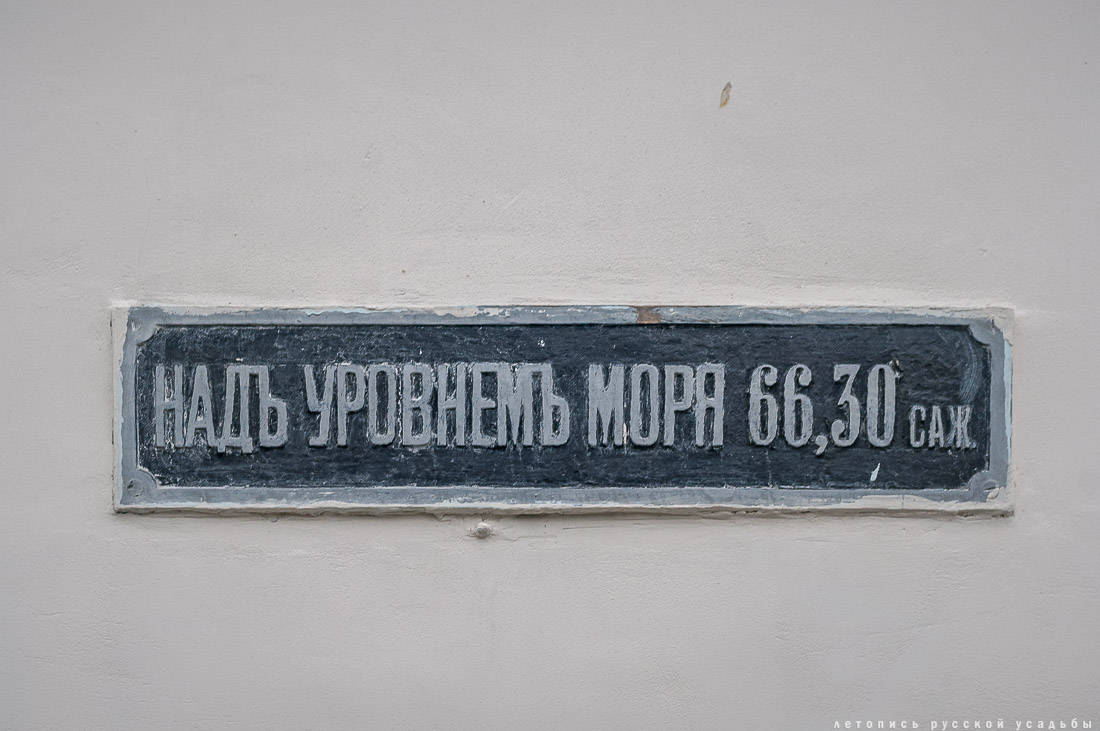 НАДЪ УРОВНЕМЪ МОРЯ 66,30 САЖ.
летопись русской усадьбы